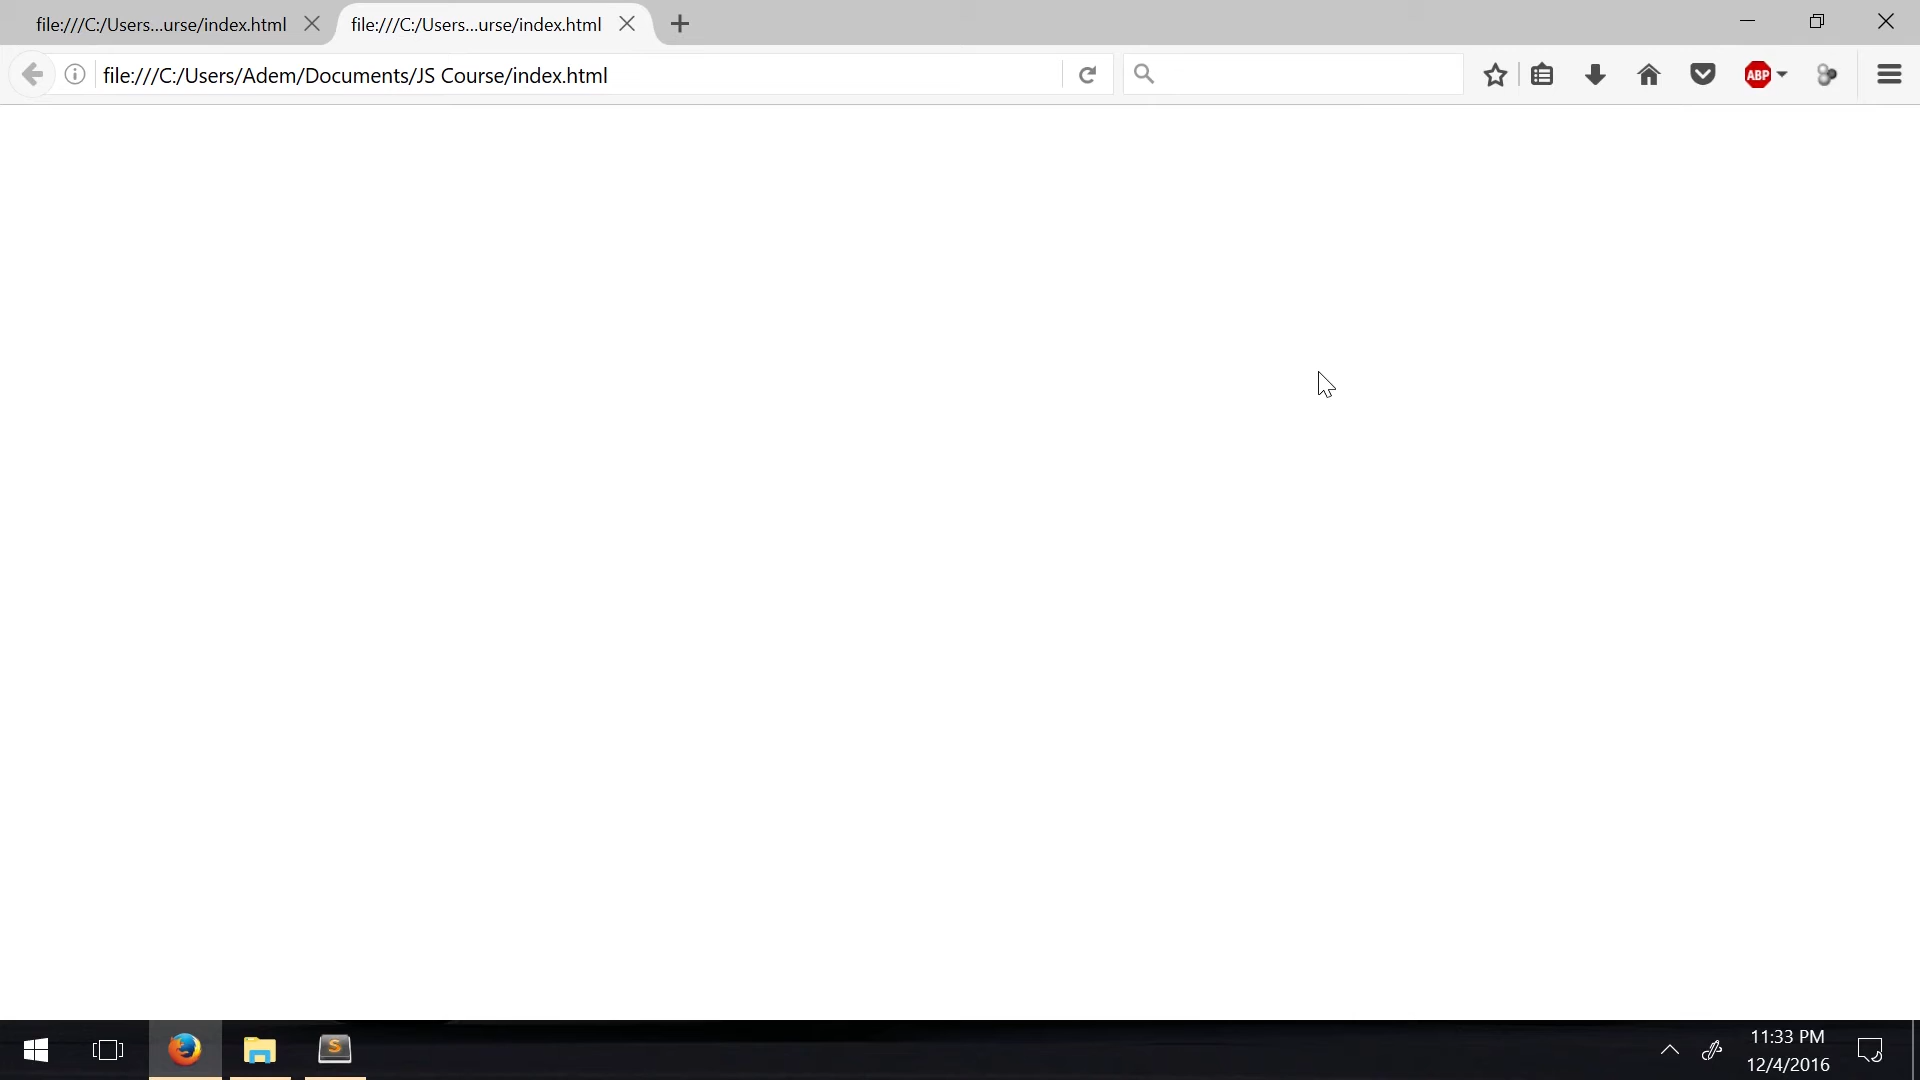 file:///C:/Users...urse/index.html
file:///C:/Users...urse/index.html
file:///C:/Users/Adem/Documents/JS Course/index.html
ABP
S
11:33 PM
12/4/2016